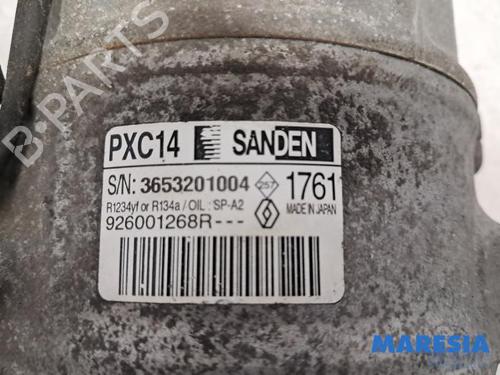 PXC14 SANDEN
S/N: 3653201004 257 1761
R1234yf or R134a / OIL : SP-A2 MADE IN JAPAN
926001268R---
B-PARTS
MARESIA